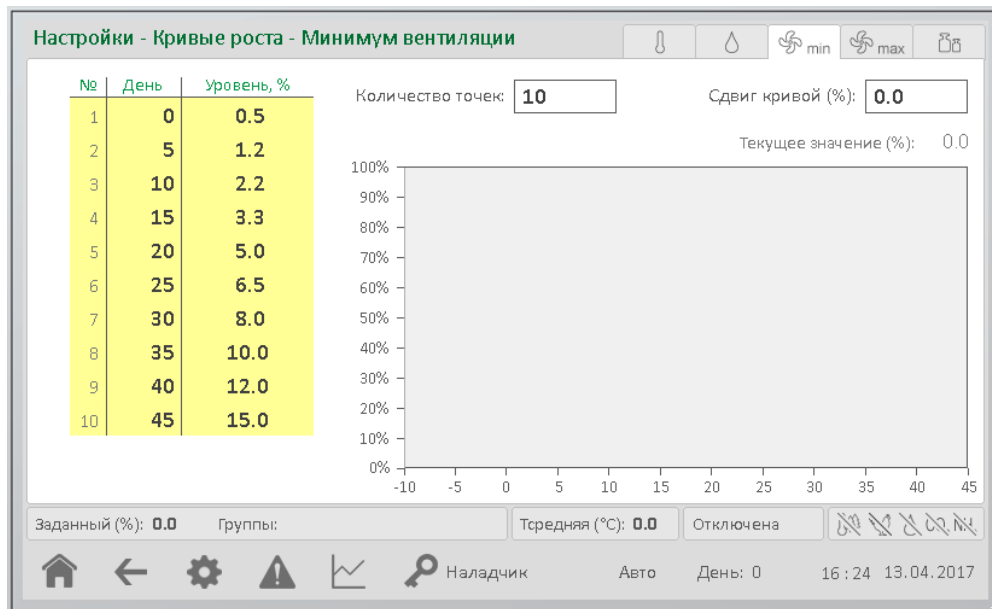 Настройки - Кривые роста - Минимум вентиляции min max
№ День Уровень, %
1 0 0.5
2 5 1.2
3 10 2.2
4 15 3.3
5 20 5.0
6 25 6.5
7 30 8.0
8 35 10.0
9 40 12.0
10 45 15.0
Количество точек: 10 Сдвиг кривой (%): 0.0
Текущее значение (%): 0.0
100%
90%
80%
70%
60%
50%
40%
30%
20%
10%
0%
-10 -5 0 5 10 15 20 25 30 35 40 45
Заданный (%): 0.0 Группы: Тсредняя (°С): 0.0 Отключена
Наладчик Авто День: 0 16 : 24 13.04.2017